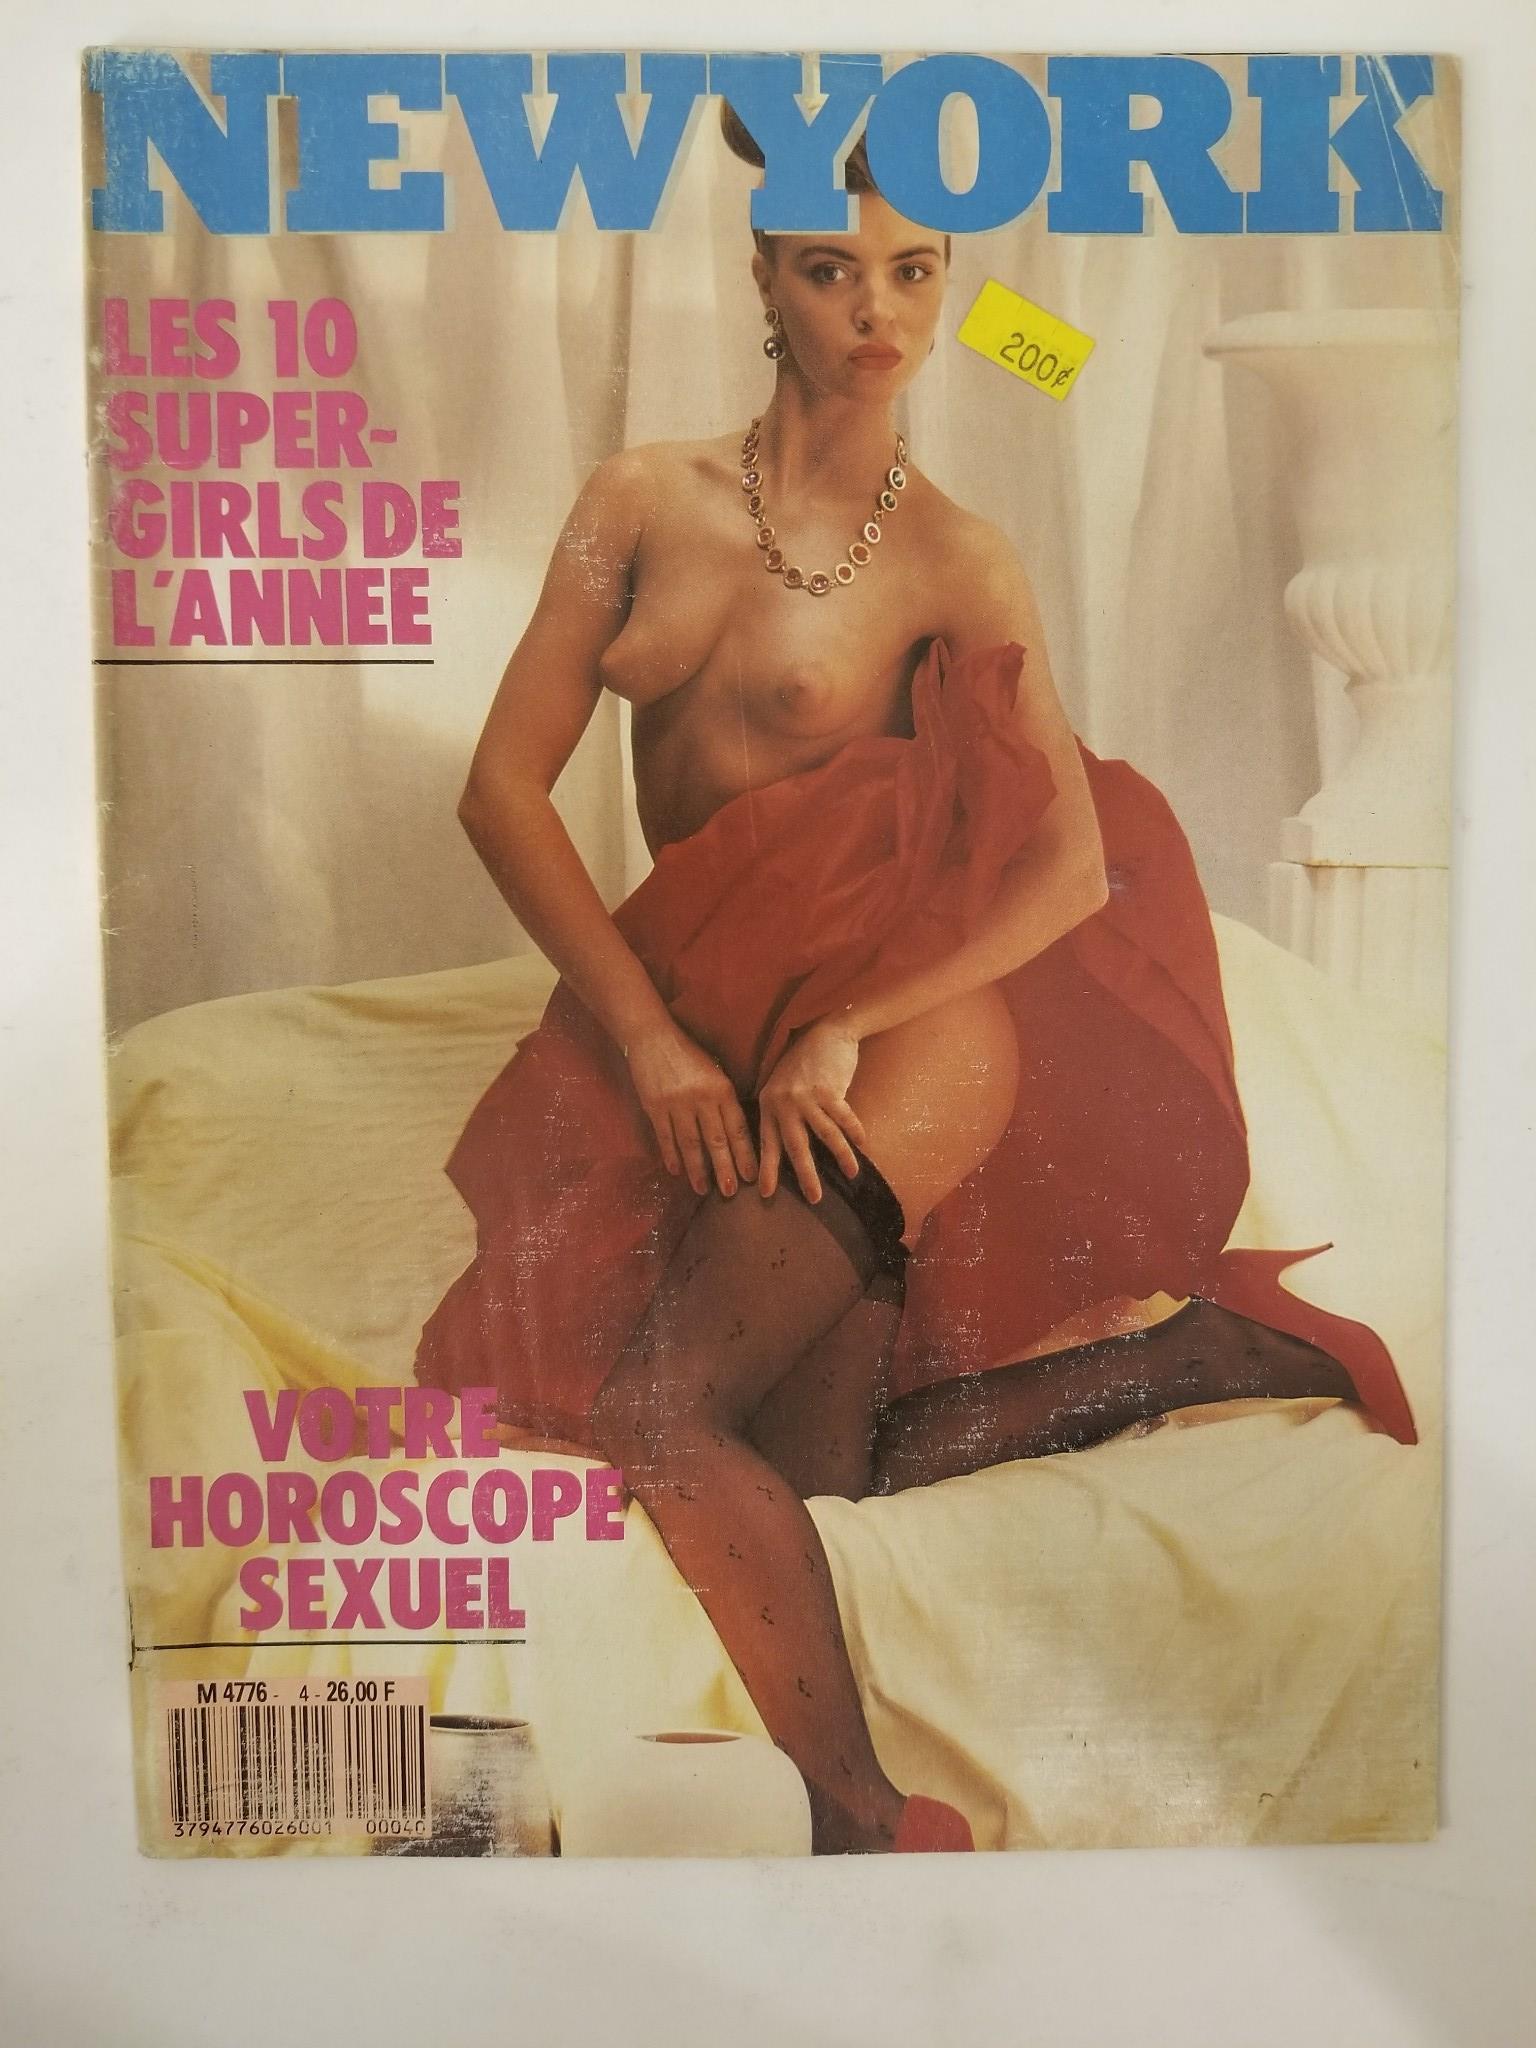 NEWYORK
200¢
LES 10
SUPER-
GIRLS DE
L'ANNEE
VOTRE
HOROSCOPE
SEXUEL
M 4776 - 4 - 26,00 F
3794776026001 00040